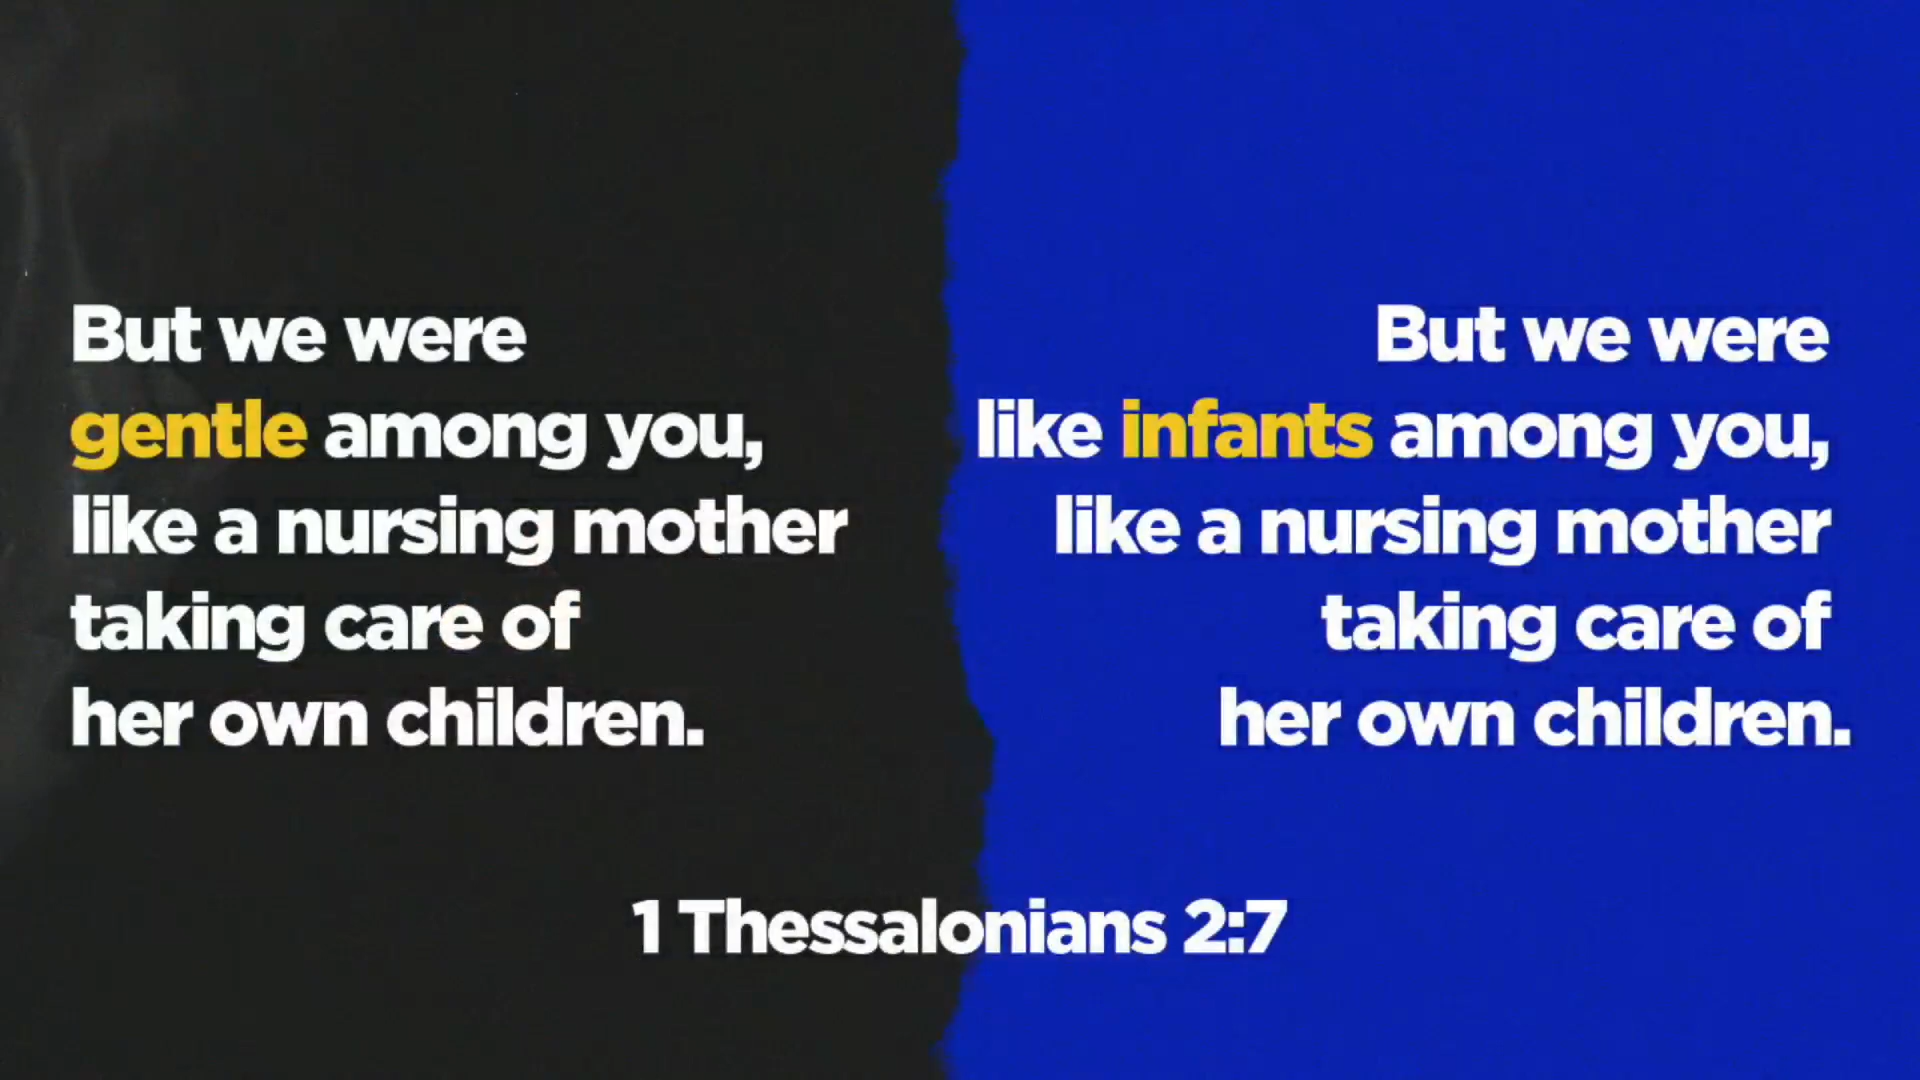 But we were
gentle among you,
like a nursing mother
taking care of
her own children.
But we were
like infants among you,
like a nursing mother
taking care of
her own children.
1 Thessalonians 2:7